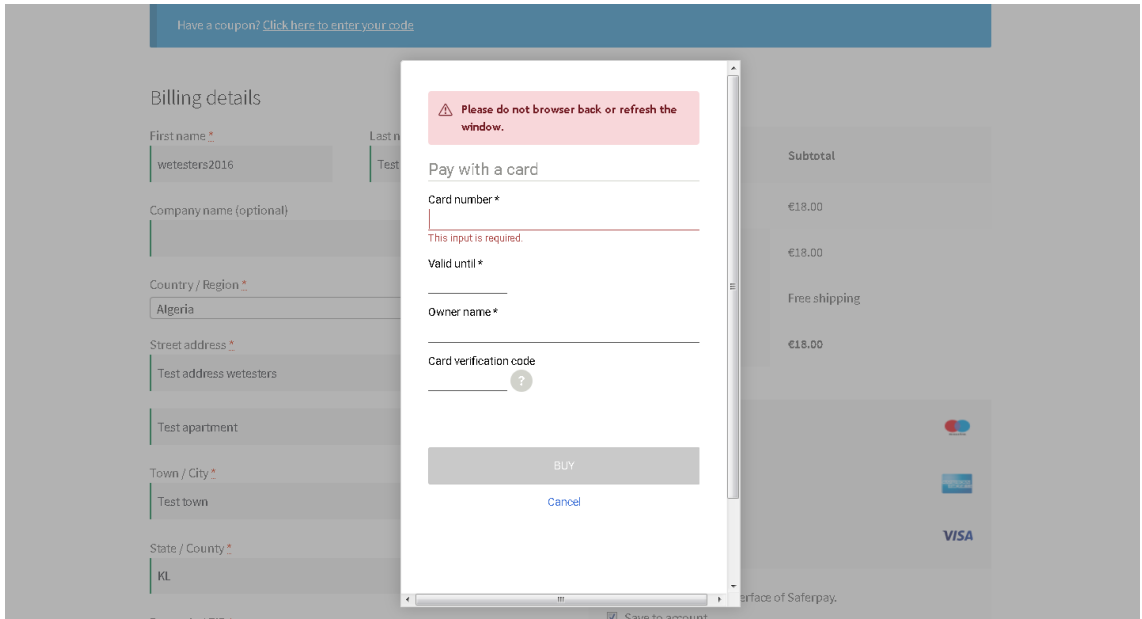 Have a coupon? Click here to enter your code
Billing details
First name *
Last n
wetesters2016
Test
Company name (optional)
Country / Region *
Algeria
Street address *
Test address wetesters
Test apartment
Town / City *
Test town
State / County *
KL
Please do not browser back or refresh the
window.
Pay with a card
Card number *
This input is required.
Valid until *
Owner name *
Card verification code
?
BUY
Cancel
Subtotal
€18.00
€18.00
Free shipping
€18.00
VISA
erface of Saferpay.
Save to account